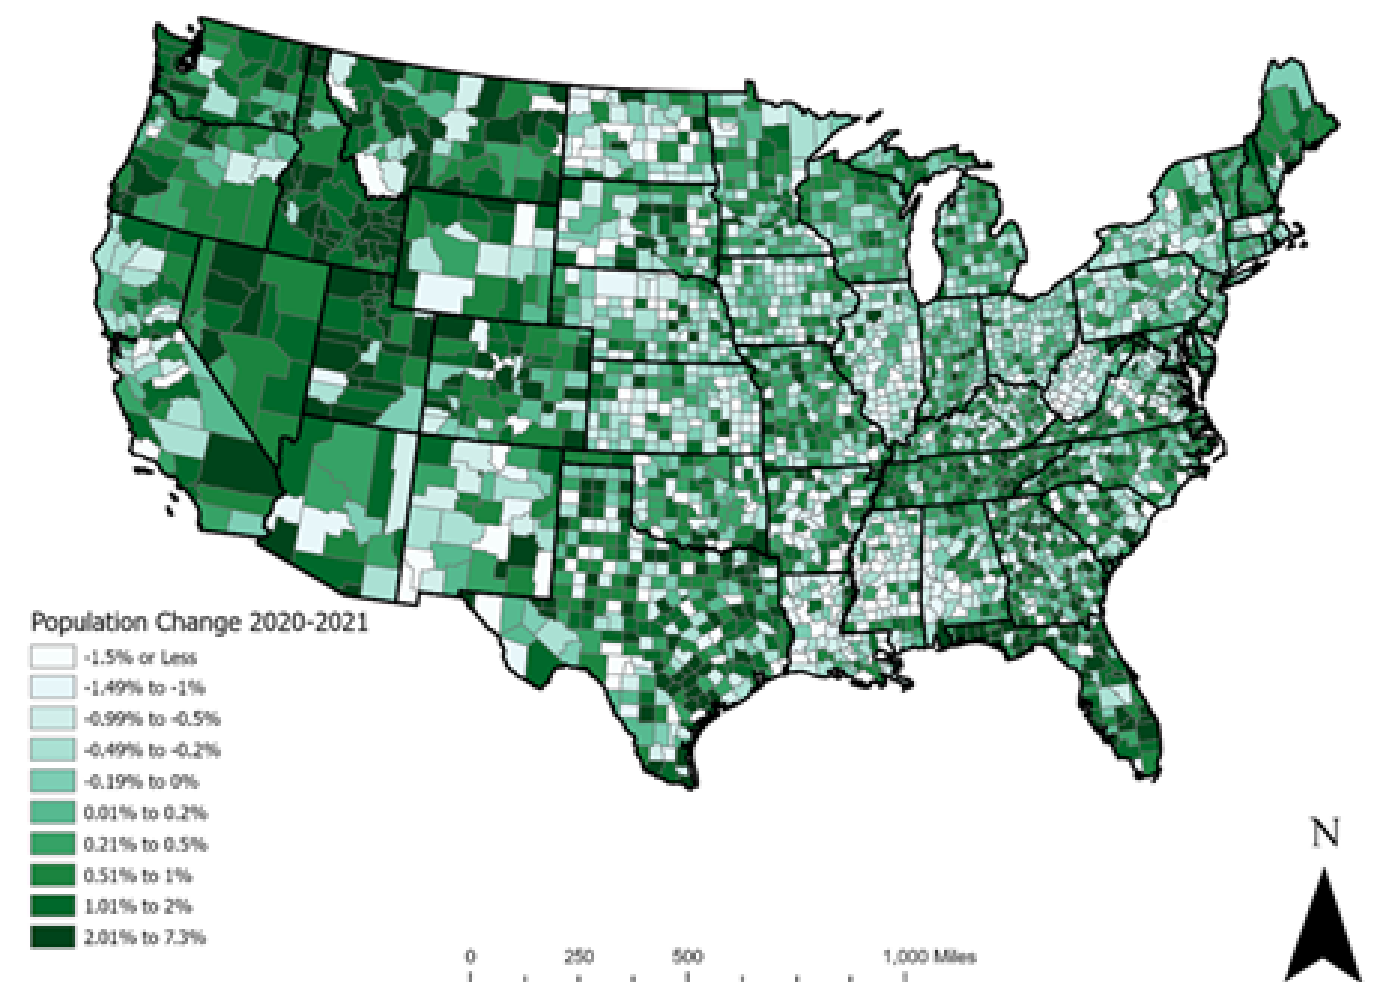 Population Change 2020-2021
-1.5% or Less
-1.49% to -1%
-0.99% to -0.5%
-0.49% to -0.2%
-0.19% to 0%
0.01% to 0.2%
0.21% to 0.5%
0.51% to 1%
1.01% to 2%
2.01% to 7.3%
N
0 250 500 1,000 Miles